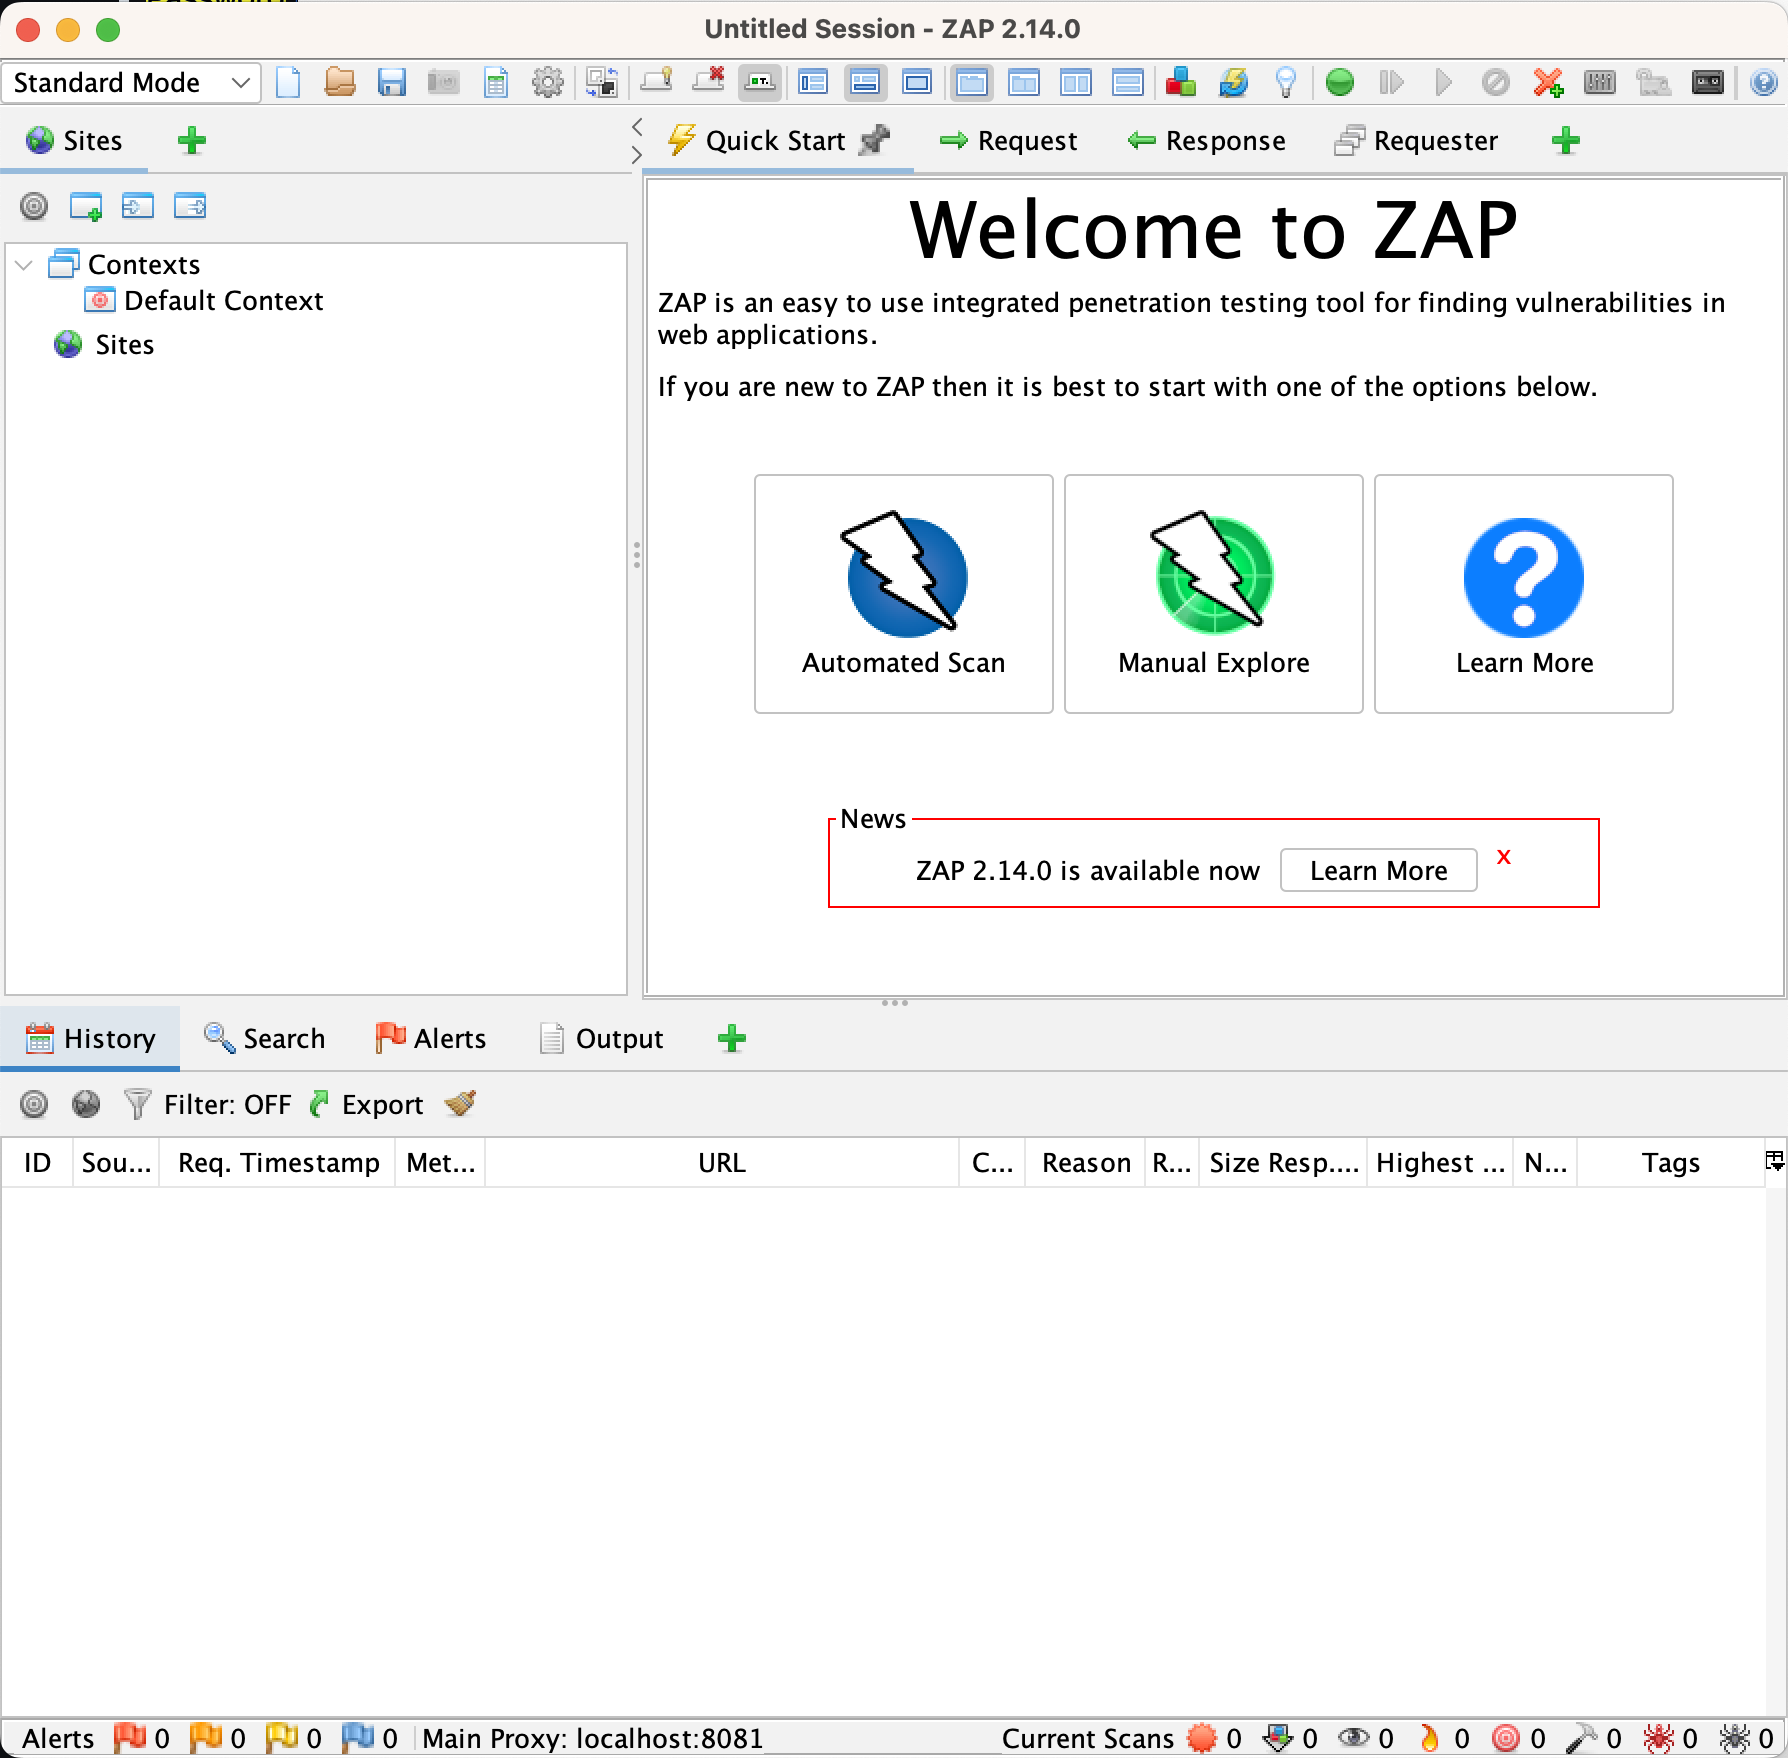 Untitled Session - ZAP 2.14.0
Standard Mode
Sites
Quick Start
Request
Response
Requester
Contexts
Default Context
Sites
Welcome to ZAP
ZAP is an easy to use integrated penetration testing tool for finding vulnerabilities in
web applications.
If you are new to ZAP then it is best to start with one of the options below.
Automated Scan
Manual Explore
Learn More
News
ZAP 2.14.0 is available now
Learn More
x
History
Search
Alerts
Output
Filter: OFF
Export
ID Sou... Req. Timestamp Met... URL C... Reason R... Size Resp.... Highest ... N... Tags
Alerts 0 0 0 0 Main Proxy: localhost:8081 Current Scans 0 0 0 0 0 0 0 0